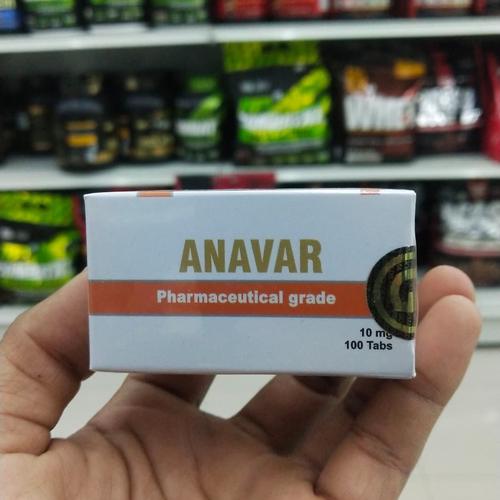 ANAVAR
Pharmaceutical grade
10 mg
100 Tabs